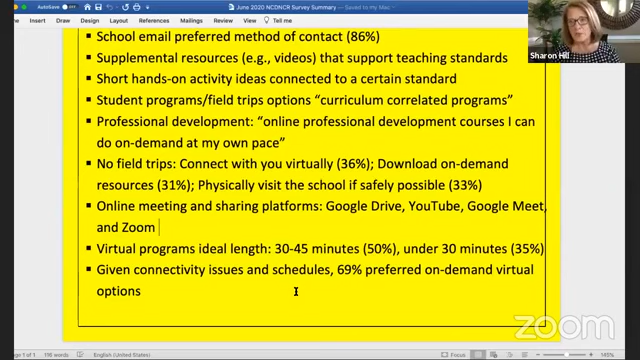 AutoSave
OFF
June 2020 NCDNCR Survey Summary — Saved to my Mac
Home Insert Draw Design Layout References Mailings Review View Tell me
Share Comments
▪ School email preferred method of contact (86%)
▪ Supplemental resources (e.g., videos) that support teaching standards
▪ Short hands-on activity ideas connected to a certain standard
▪ Student programs/field trips options “curriculum correlated programs”
▪ Professional development: “online professional development courses I can
do on-demand at my own pace”
▪ No field trips: Connect with you virtually (36%); Download on-demand
resources (31%); Physically visit the school if safely possible (33%)
▪ Online meeting and sharing platforms: Google Drive, YouTube, Google Meet,
and Zoom
▪ Virtual programs ideal length: 30-45 minutes (50%), under 30 minutes (35%)
▪ Given connectivity issues and schedules, 69% preferred on-demand virtual
options
Sharon Hill
zoom
Page 1 of 1 116 words English (United States) Focus 145%